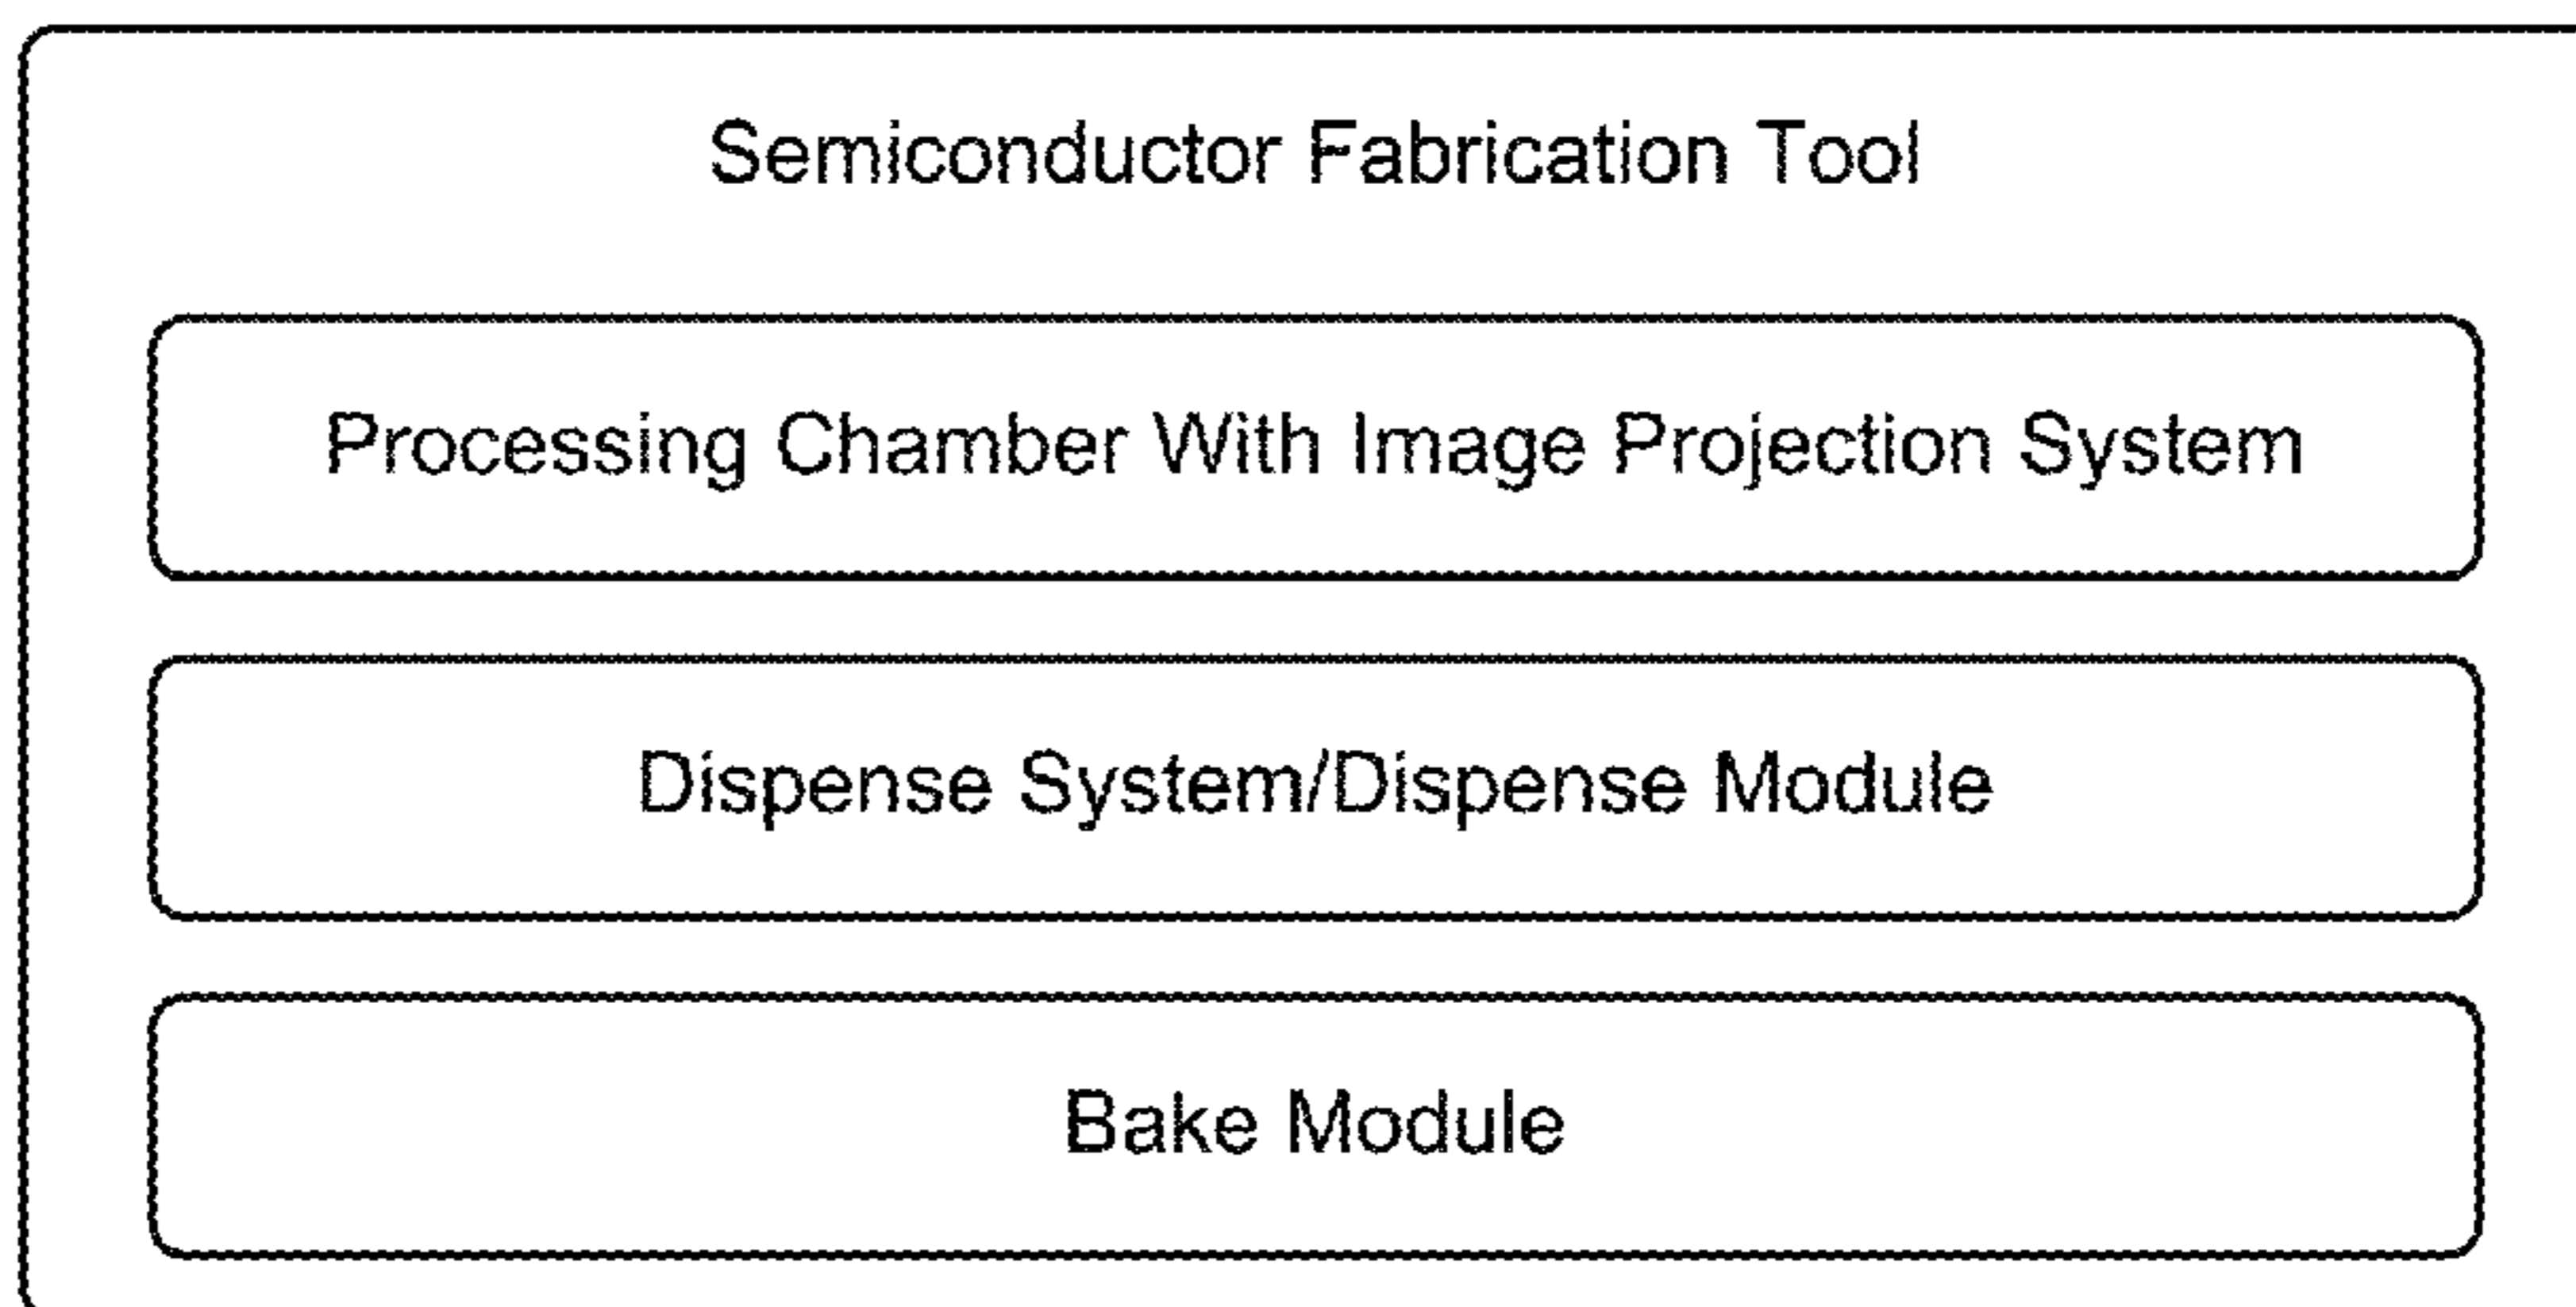 Semiconductor Fabrication Tool
Processing Chamber With Image Projection System
Dispense System/Dispense Module
Bake Module